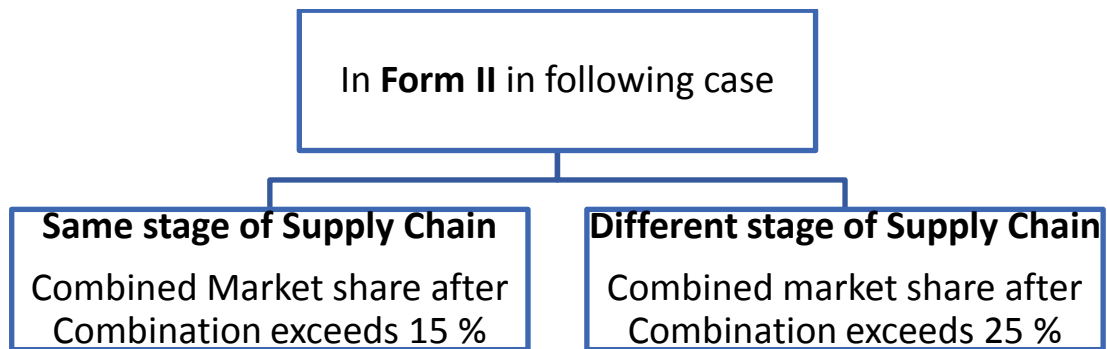 In Form II in following case
Same stage of Supply Chain
Combined Market share after
Combination exceeds 15 %
Different stage of Supply Chain
Combined market share after
Combination exceeds 25 %